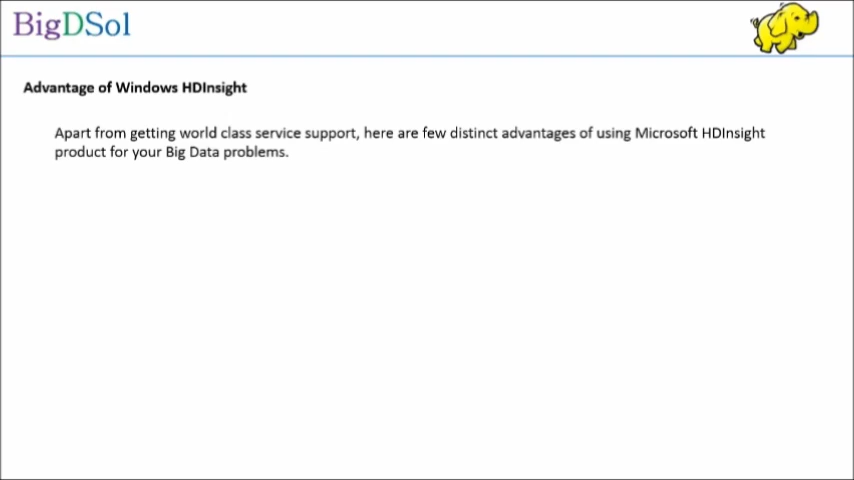 BigDSol
Advantage of Windows HDInsight
Apart from getting world class service support, here are few distinct advantages of using Microsoft HDInsight
product for your Big Data problems.